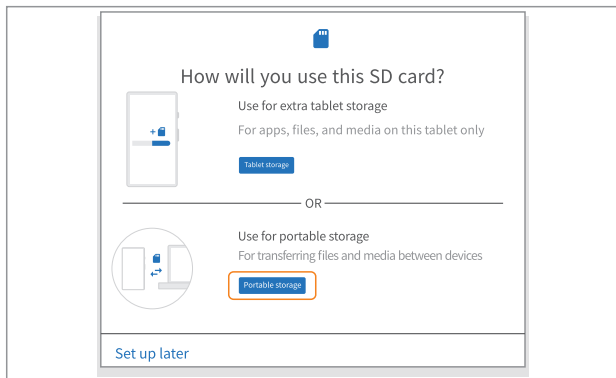 How will you use this SD card?
Use for extra tablet storage
For apps, files, and media on this tablet only
+
Tablet storage
OR
Use for portable storage
For transferring files and media between devices
Portable storage
Set up later